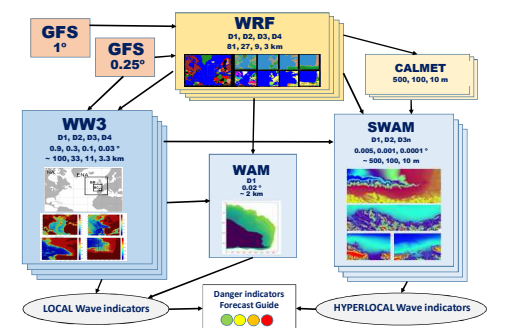 GFS
1º
GFS
0.25º
WRF
D1, D2, D3, D4
81, 27, 9, 3 km
CALMET
500, 100, 10 m
WW3
D1, D2, D3, D4
0.9, 0.3, 0.1, 0.03 °
~ 100, 33, 11, 3.3 km
WAM
D1
0.02 °
~ 2 km
SWAM
D1, D2, D3n
0.005, 0.001, 0.0001 °
~ 500, 100, 10 m
LOCAL Wave indicators
Danger indicators
Forecast Guide
HYPERLOCAL Wave indicators